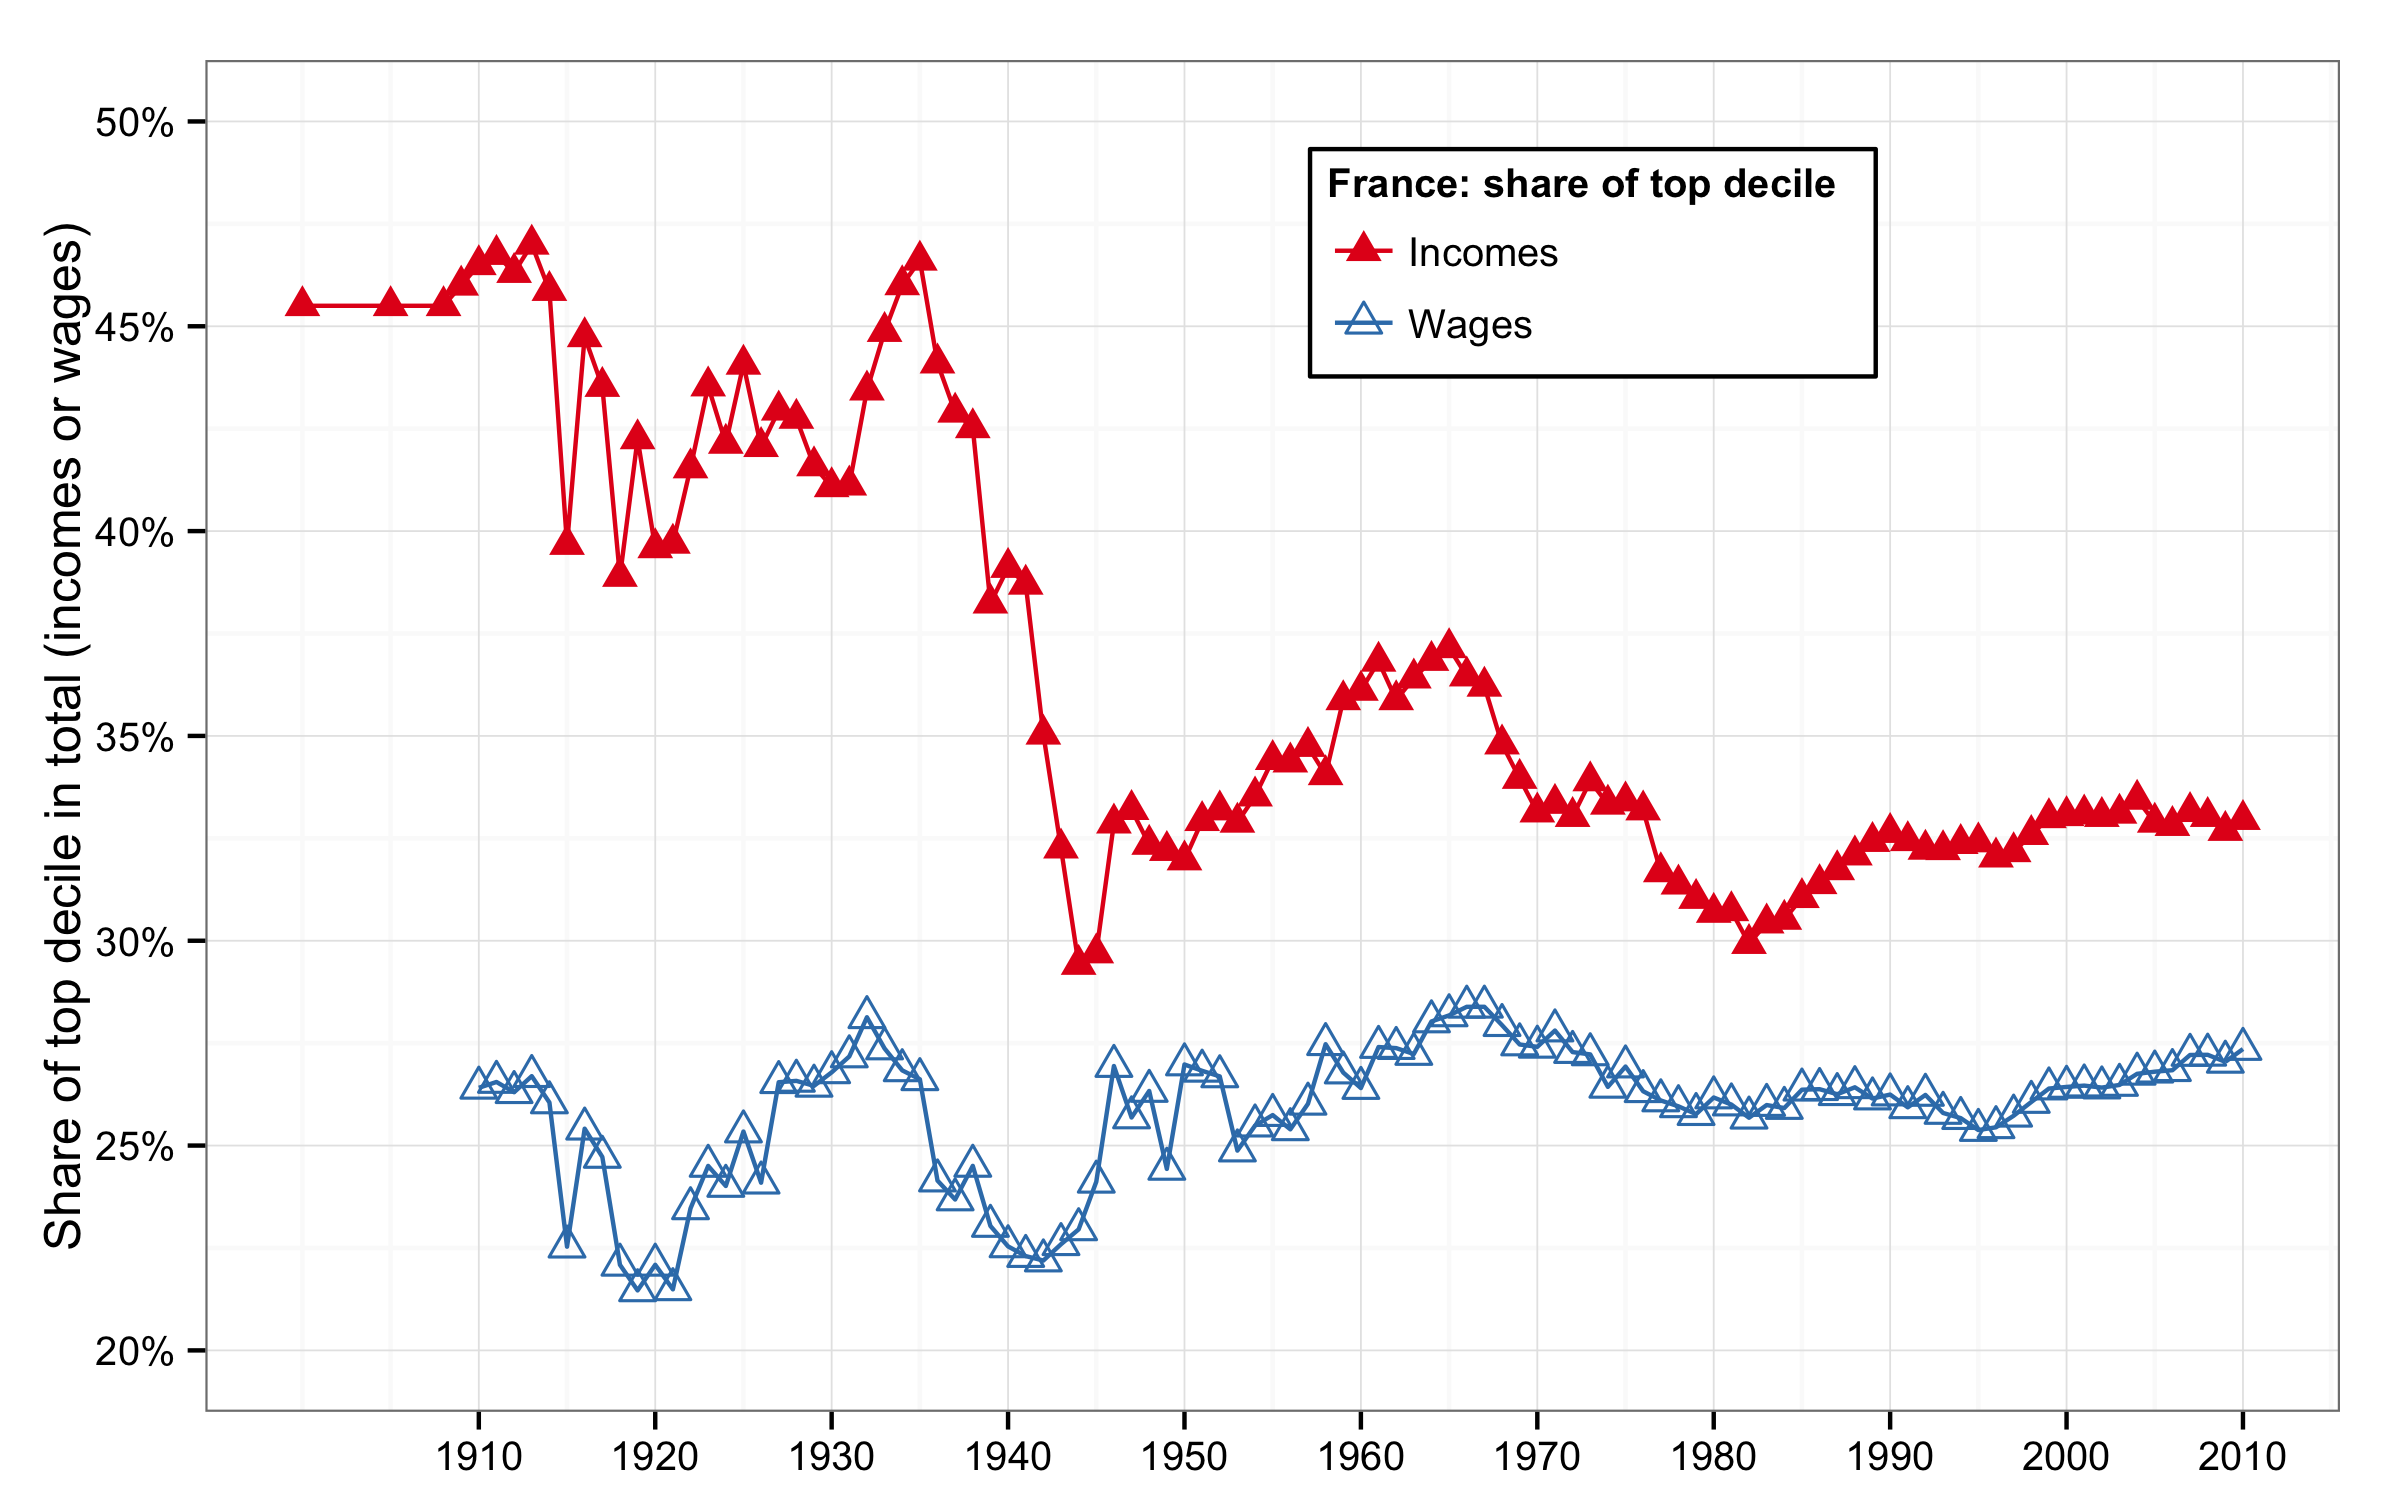 Share of top decile in total (incomes or wages)
50%
45%
40%
35%
30%
25%
20%
France: share of top decile
Incomes
Wages
1910 1920 1930 1940 1950 1960 1970 1980 1990 2000 2010